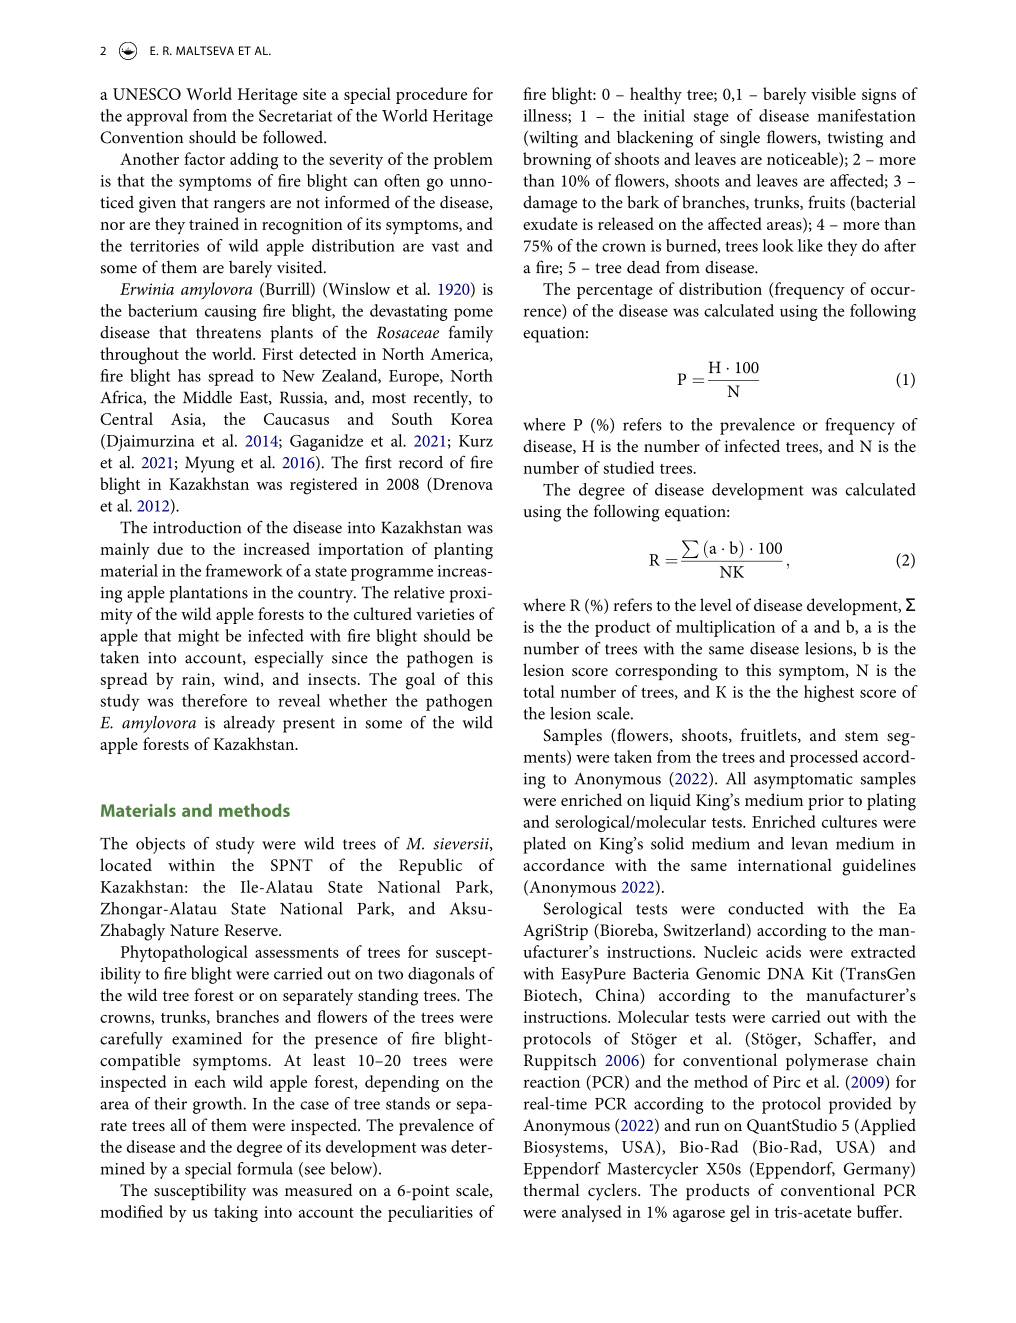 2 E. R. MALTSEVA ET AL.
a UNESCO World Heritage site a special procedure for
the approval from the Secretariat of the World Heritage
Convention should be followed.
Another factor adding to the severity of the problem
is that the symptoms of fire blight can often go unno-
ticed given that rangers are not informed of the disease,
nor are they trained in recognition of its symptoms, and
the territories of wild apple distribution are vast and
some of them are barely visited.
Erwinia amylovora (Burrill) (Winslow et al. 1920) is
the bacterium causing fire blight, the devastating pome
disease that threatens plants of the Rosaceae family
throughout the world. First detected in North America,
fire blight has spread to New Zealand, Europe, North
Africa, the Middle East, Russia, and, most recently, to
Central Asia, the Caucasus and South Korea
(Djaimurzina et al. 2014; Gaganidze et al. 2021; Kurz
et al. 2021; Myung et al. 2016). The first record of fire
blight in Kazakhstan was registered in 2008 (Drenova
et al. 2012).
The introduction of the disease into Kazakhstan was
mainly due to the increased importation of planting
material in the framework of a state programme increas-
ing apple plantations in the country. The relative proxi-
mity of the wild apple forests to the cultured varieties of
apple that might be infected with fire blight should be
taken into account, especially since the pathogen is
spread by rain, wind, and insects. The goal of this
study was therefore to reveal whether the pathogen
E. amylovora is already present in some of the wild
apple forests of Kazakhstan.
Materials and methods
The objects of study were wild trees of M. sieversii,
located within the SPNT of the Republic of
Kazakhstan: the Ile-Alatau State National Park,
Zhongar-Alatau State National Park, and Aksu-
Zhabagly Nature Reserve.
Phytopathological assessments of trees for suscept-
ibility to fire blight were carried out on two diagonals of
the wild tree forest or on separately standing trees. The
crowns, trunks, branches and flowers of the trees were
carefully examined for the presence of fire blight-
compatible symptoms. At least 10–20 trees were
inspected in each wild apple forest, depending on the
area of their growth. In the case of tree stands or sepa-
rate trees all of them were inspected. The prevalence of
the disease and the degree of its development was deter-
mined by a special formula (see below).
The susceptibility was measured on a 6-point scale,
modified by us taking into account the peculiarities of
fire blight: 0 – healthy tree; 0,1 – barely visible signs of
illness; 1 – the initial stage of disease manifestation
(wilting and blackening of single flowers, twisting and
browning of shoots and leaves are noticeable); 2 – more
than 10% of flowers, shoots and leaves are affected; 3 –
damage to the bark of branches, trunks, fruits (bacterial
exudate is released on the affected areas); 4 – more than
75% of the crown is burned, trees look like they do after
a fire; 5 – tree dead from disease.
The percentage of distribution (frequency of occur-
rence) of the disease was calculated using the following
equation:
P = H · 100 / N (1)
where P (%) refers to the prevalence or frequency of
disease, H is the number of infected trees, and N is the
number of studied trees.
The degree of disease development was calculated
using the following equation:
R = ∑ (a · b) · 100 / NK , (2)
where R (%) refers to the level of disease development, Σ
is the the product of multiplication of a and b, a is the
number of trees with the same disease lesions, b is the
lesion score corresponding to this symptom, N is the
total number of trees, and K is the the highest score of
the lesion scale.
Samples (flowers, shoots, fruitlets, and stem seg-
ments) were taken from the trees and processed accord-
ing to Anonymous (2022). All asymptomatic samples
were enriched on liquid King's medium prior to plating
and serological/molecular tests. Enriched cultures were
plated on King's solid medium and levan medium in
accordance with the same international guidelines
(Anonymous 2022).
Serological tests were conducted with the Ea
AgriStrip (Bioreba, Switzerland) according to the man-
ufacturer's instructions. Nucleic acids were extracted
with EasyPure Bacteria Genomic DNA Kit (TransGen
Biotech, China) according to the manufacturer's
instructions. Molecular tests were carried out with the
protocols of Stöger et al. (Stöger, Schaffer, and
Ruppitsch 2006) for conventional polymerase chain
reaction (PCR) and the method of Pirc et al. (2009) for
real-time PCR according to the protocol provided by
Anonymous (2022) and run on QuantStudio 5 (Applied
Biosystems, USA), Bio-Rad (Bio-Rad, USA) and
Eppendorf Mastercycler X50s (Eppendorf, Germany)
thermal cyclers. The products of conventional PCR
were analysed in 1% agarose gel in tris-acetate buffer.